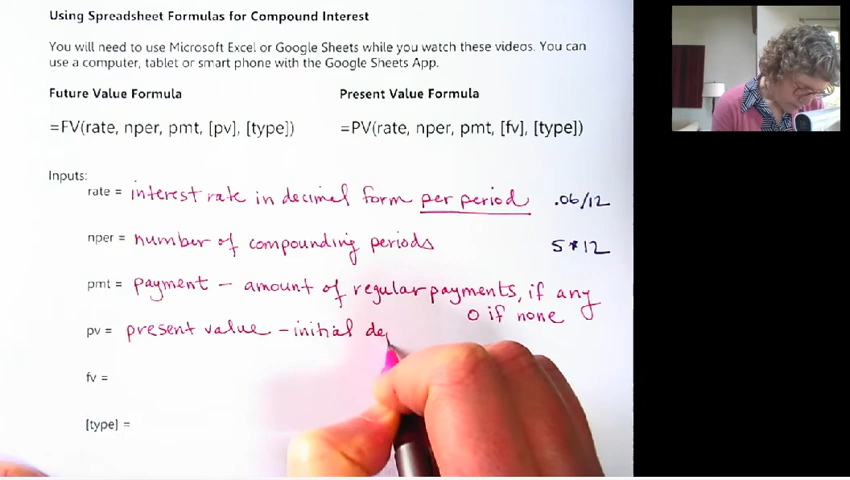 Using Spreadsheet Formulas for Compound Interest
You will need to use Microsoft Excel or Google Sheets while you watch these videos. You can
use a computer, tablet or smart phone with the Google Sheets App.
Future Value Formula
Present Value Formula
=FV(rate, nper, pmt, [pv], [type])
=PV(rate, nper, pmt, [fv], [type])
Inputs:
rate = interest rate in decimal form per period .06/12
nper = number of compounding periods 5*12
pmt = payment - amount of regular payments, if any
0 if none
pv = present value - initial de
fv =
[type] =